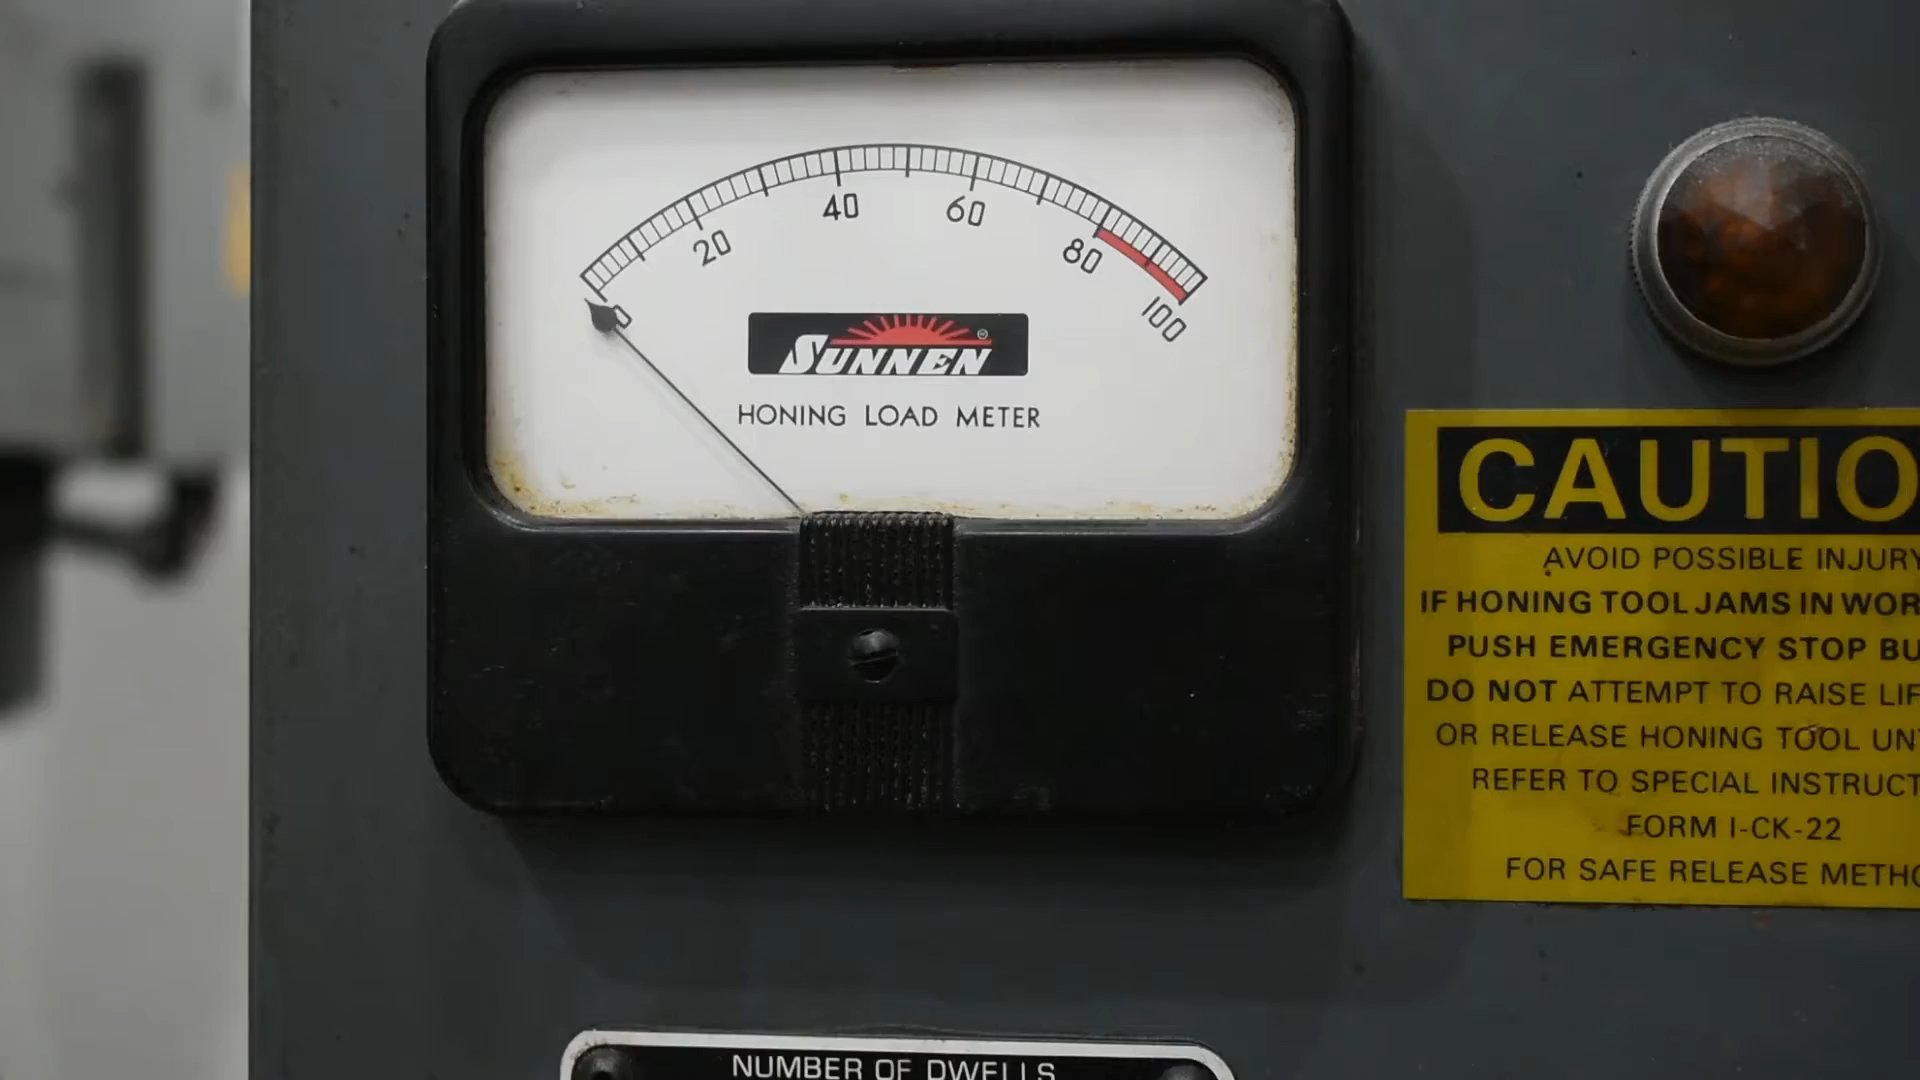 0 20 40 60 80 100
SUNNEN ®
HONING LOAD METER
CAUTIO
AVOID POSSIBLE INJURY
IF HONING TOOL JAMS IN WOR
PUSH EMERGENCY STOP BU
DO NOT ATTEMPT TO RAISE LIF
OR RELEASE HONING TOOL UN
REFER TO SPECIAL INSTRUCT
FORM I-CK-22
FOR SAFE RELEASE METHO
NUMBER OF DWELLS